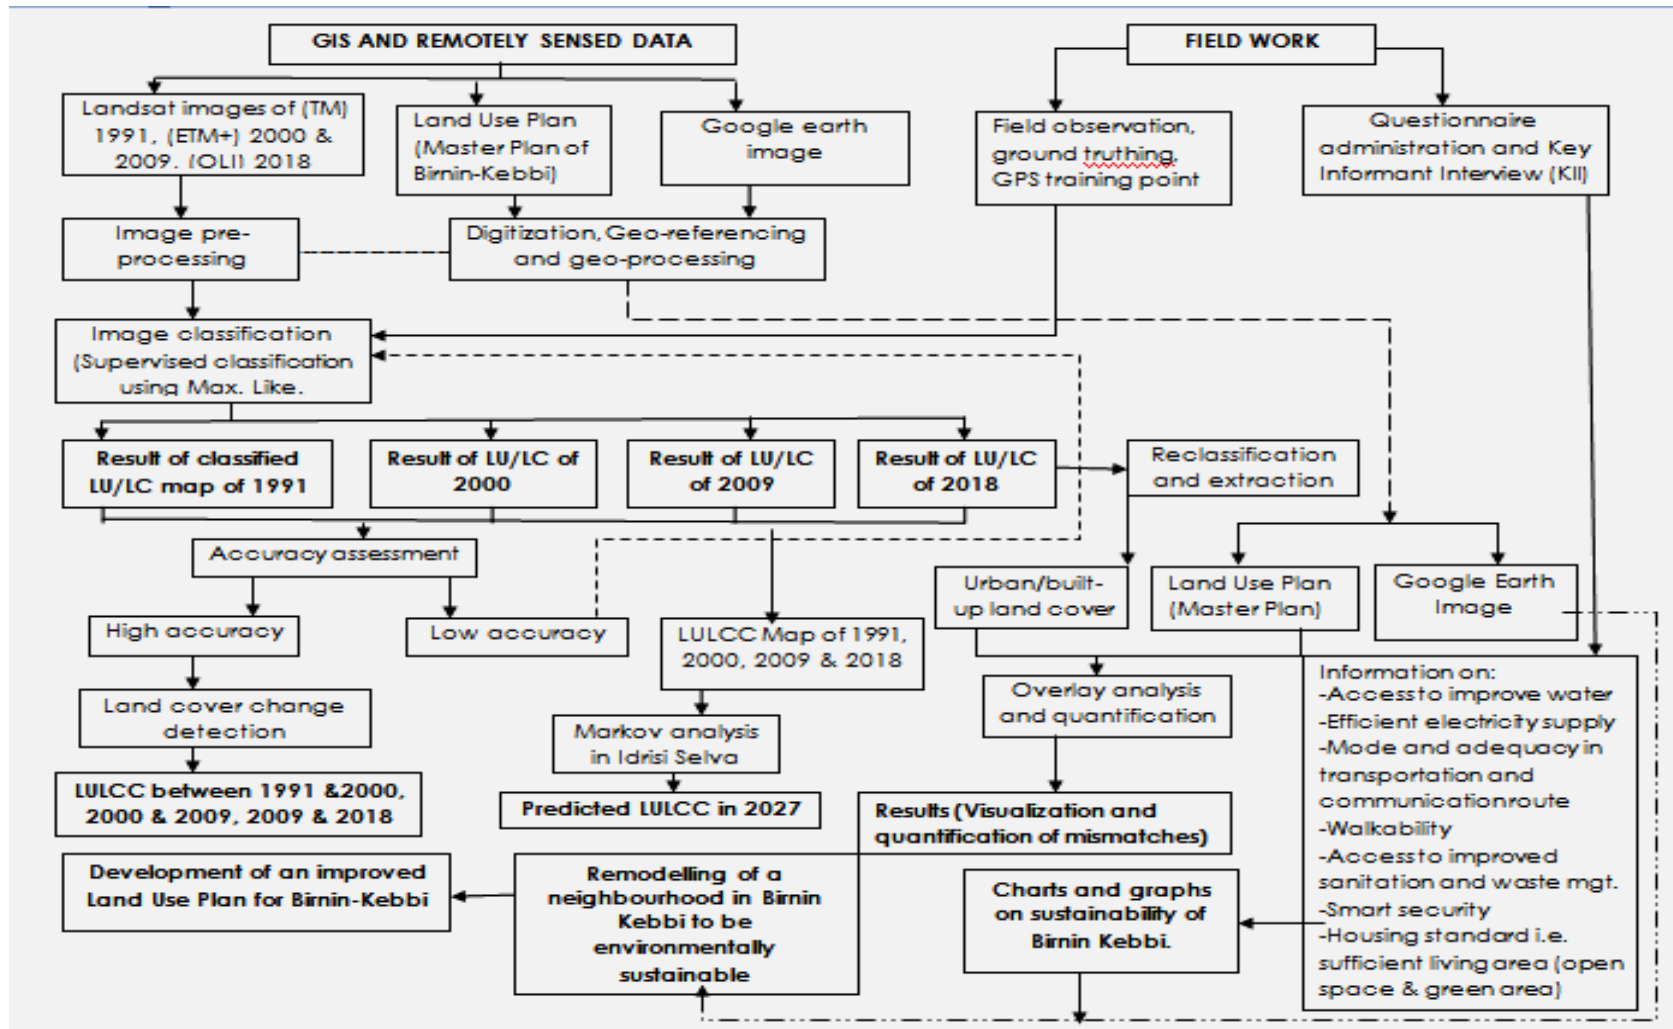 GIS AND REMOTELY SENSED DATA
FIELD WORK
Landsat images of (TM)
1991, (ETM+) 2000 &
2009. (OLI) 2018
Land Use Plan
(Master Plan of
Birnin-Kebbi)
Google earth
image
Field observation,
ground truthing,
GPS training point
Questionnaire
administration and Key
Informant Interview (KII)
Image pre-
processing
Digitization, Geo-referencing
and geo-processing
Image classification
(Supervised classification
using Max. Like.
Result of classified
LU/LC map of 1991
Result of LU/LC of
2000
Result of LU/LC
of 2009
Result of LU/LC
of 2018
Reclassification
and extraction
Accuracy assessment
Urban/built-
up land cover
Land Use Plan
(Master Plan)
Google Earth
Image
High accuracy
Low accuracy
LULCC Map of 1991,
2000, 2009 & 2018
Information on:
-Access to improve water
-Efficient electricity supply
-Mode and adequacy in
transportation and
communication route
-Walkability
-Access to improved
sanitation and waste mgt.
-Smart security
-Housing standard i.e.
sufficient living area (open
space & green area)
Land cover change
detection
Overlay analysis
and quantification
Markov analysis
in Idrisi Selva
LULCC between 1991 &2000,
2000 & 2009, 2009 & 2018
Predicted LULCC in 2027
Results (Visualization and
quantification of mismatches)
Development of an improved
Land Use Plan for Birnin-Kebbi
Remodelling of a
neighbourhood in Birnin
Kebbi to be
environmentally
sustainable
Charts and graphs
on sustainability of
Birnin Kebbi.